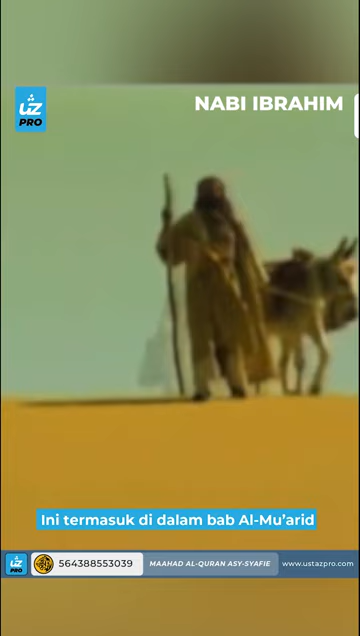 UZ
PRO
NABI IBRAHIM
Ini termasuk di dalam bab Al-Mu'arid
UZ
PRO
564388553039
MAAHAD AL-QURAN ASY-SYAFIE
www.ustazpro.com